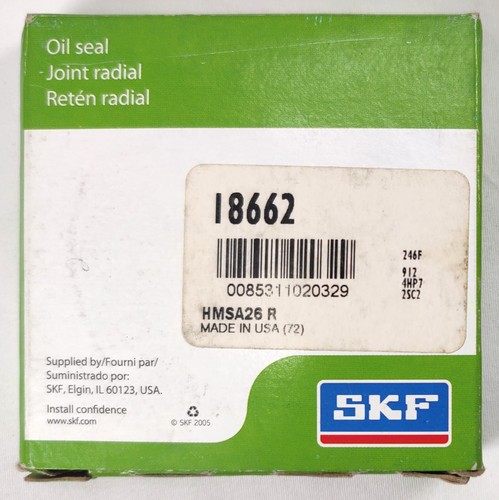 Oil seal
Joint radial
Retén radial
18662
0085311020329
246F
912
4HP7
2SC2
HMSA26 R
MADE IN USA (72)
Supplied by/Fourni par/
Suministrado por:
SKF, Elgin, IL 60123, USA.
Install confidence
www.skf.com
© SKF 2005
SKF